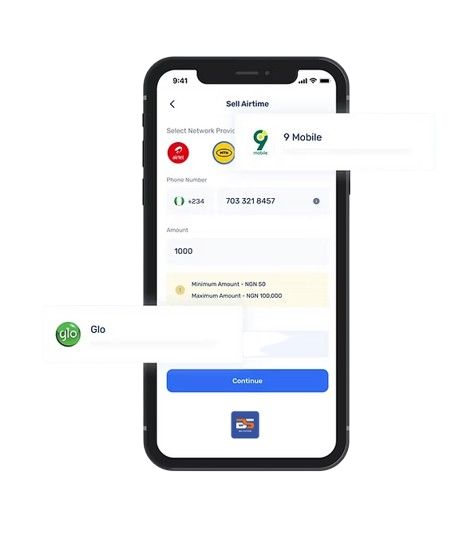 9:41
Sell Airtime
Select Network Provid
9 Mobile
9
mobile
airtel
MTN
Phone Number
+234
703 321 8457
Amount
1000
Minimum Amount - NGN 50
Maximum Amount - NGN 100,000
glo
Glo
Continue